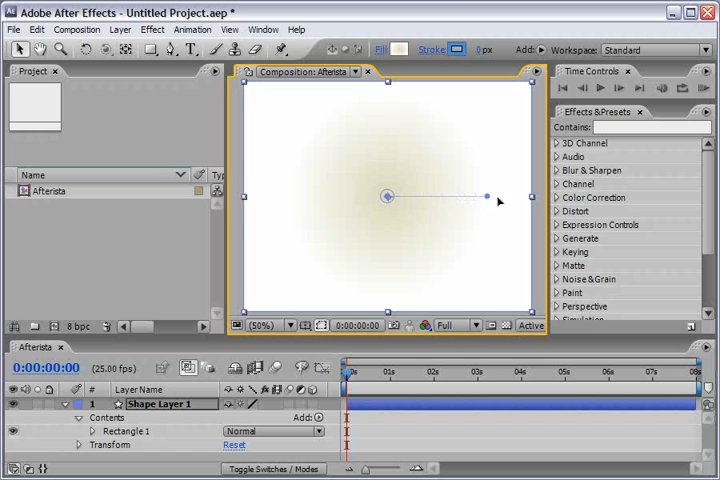 Adobe After Effects - Untitled Project.aep *
File Edit Composition Layer Effect Animation View Window Help
Fill Stroke 0 px Add: Workspace: Standard
Project
Composition: Afterista
Time Controls
Effects & Presets
Contains:
Name Typ
Afterista
3D Channel
Audio
Blur & Sharpen
Channel
Color Correction
Distort
Expression Controls
Generate
Keying
Matte
Noise & Grain
Paint
Perspective
8 bpc
(50%) 0:00:00:00 Full Active
Afterista
0:00:00:00 (25.00 fps)
0s 01s 02s 03s 04s 05s 06s 07s 08s
# Layer Name
1 Shape Layer 1
Contents Add:
Rectangle 1 Normal
Transform Reset
Toggle Switches / Modes